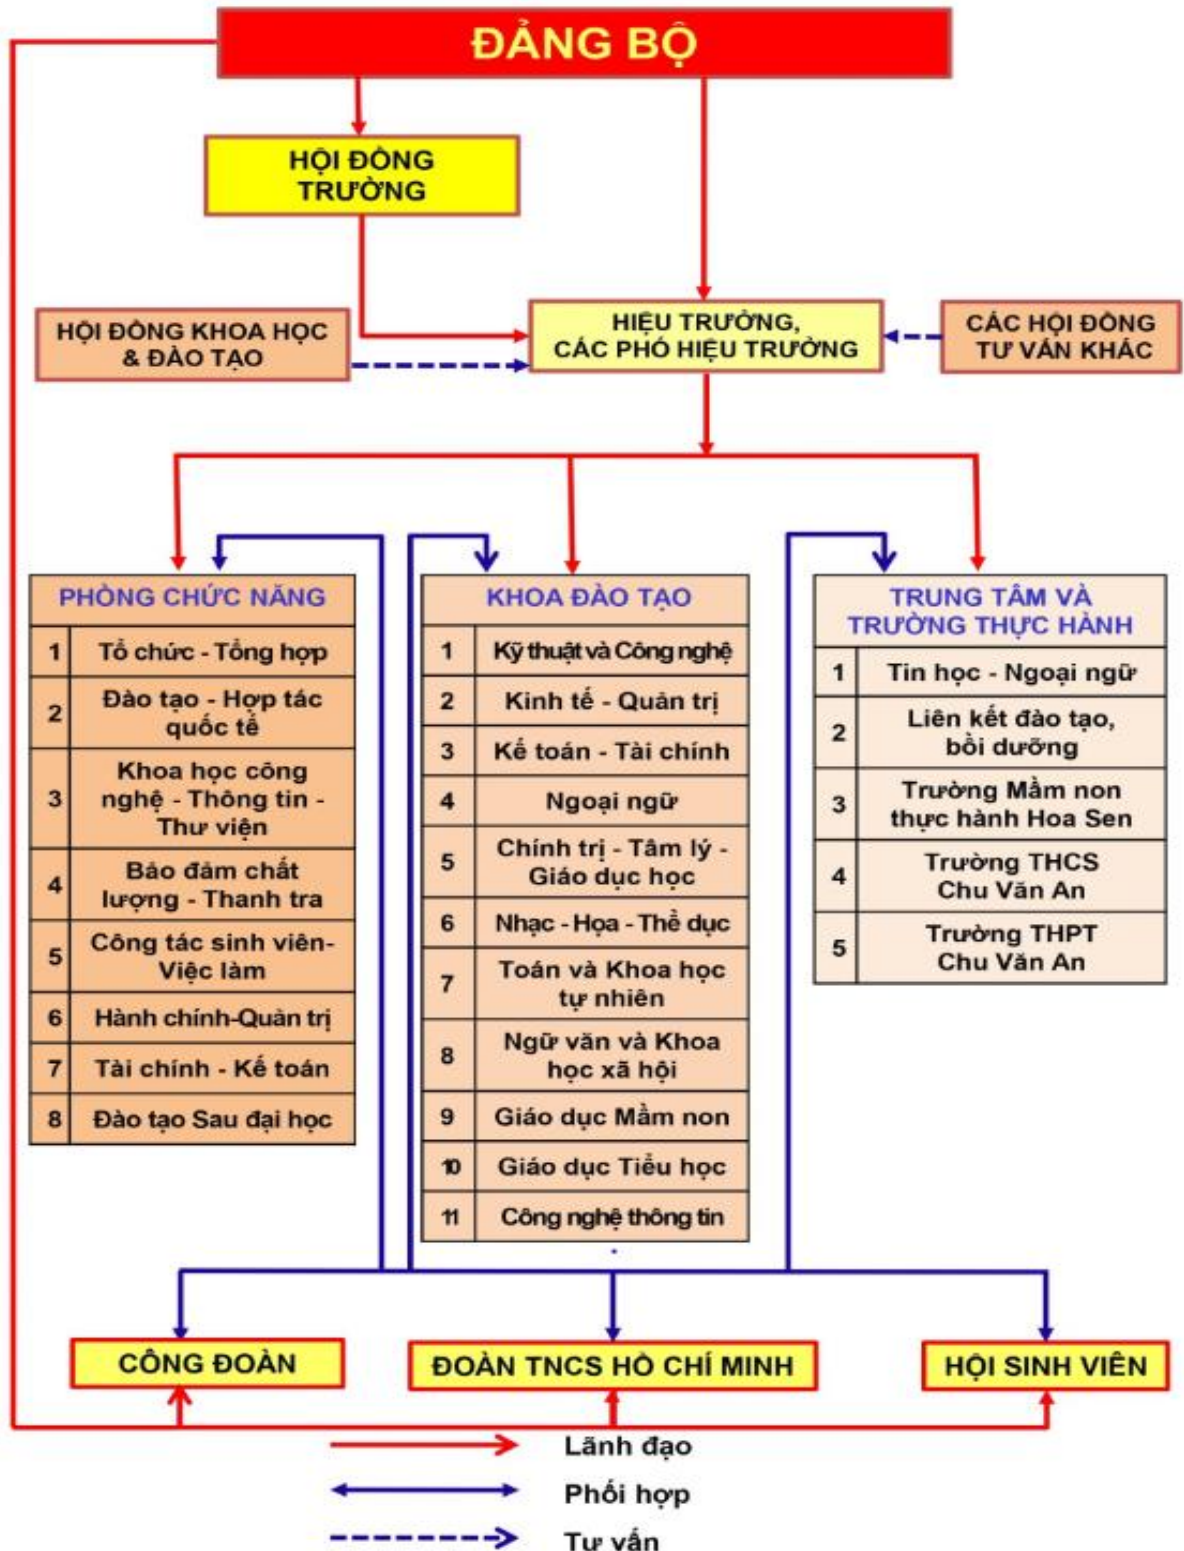 ĐẢNG BỘ
HỘI ĐỒNG
TRƯỜNG
HỘI ĐỒNG KHOA HỌC
& ĐÀO TẠO
HIỆU TRƯỞNG,
CÁC PHÓ HIỆU TRƯỞNG
CÁC HỘI ĐỒNG
TƯ VẤN KHÁC
PHÒNG CHỨC NĂNG
1 Tổ chức - Tổng hợp
2 Đào tạo - Hợp tác
quốc tế
3 Khoa học công
nghệ - Thông tin -
Thư viện
4 Bảo đảm chất
lượng - Thanh tra
5 Công tác sinh viên-
Việc làm
6 Hành chính-Quản trị
7 Tài chính - Kế toán
8 Đào tạo Sau đại học
KHOA ĐÀO TẠO
1 Kỹ thuật và Công nghệ
2 Kinh tế - Quản trị
3 Kế toán - Tài chính
4 Ngoại ngữ
5 Chính trị - Tâm lý -
Giáo dục học
6 Nhạc - Họa - Thể dục
7 Toán và Khoa học
tự nhiên
8 Ngữ văn và Khoa
học xã hội
9 Giáo dục Mầm non
10 Giáo dục Tiểu học
11 Công nghệ thông tin
TRUNG TÂM VÀ
TRƯỜNG THỰC HÀNH
1 Tin học - Ngoại ngữ
2 Liên kết đào tạo,
bồi dưỡng
3 Trường Mầm non
thực hành Hoa Sen
4 Trường THCS
Chu Văn An
5 Trường THPT
Chu Văn An
CÔNG ĐOÀN
ĐOÀN TNCS HỒ CHÍ MINH
HỘI SINH VIÊN
Lãnh đạo
Phối hợp
Tư vấn